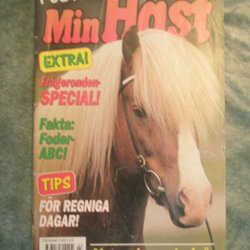 Min Häst
EXTRA!
Frågeronden-
SPECIAL!
Fakta:
Foder-
ABC!
TIPS
FÖR REGNIGA
DAGAR!